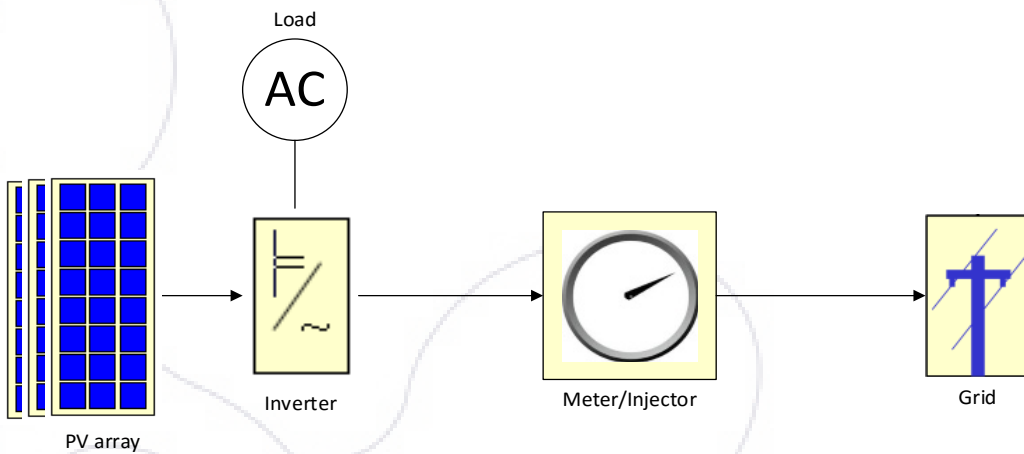 Load
AC
Inverter
Meter/Injector
Grid
PV array